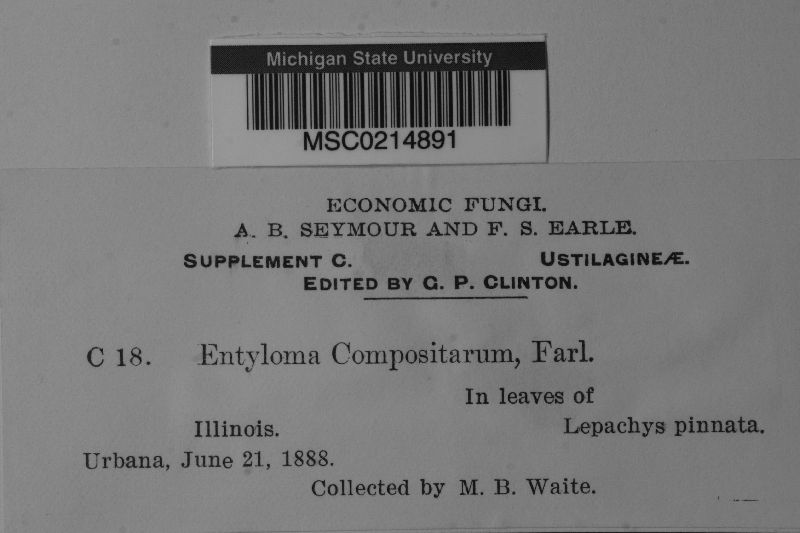 Michigan State University
MSC0214891
ECONOMIC FUNGI.
A. B. SEYMOUR AND F. S. EARLE.
SUPPLEMENT C. USTILAGINEÆ.
EDITED BY G. P. CLINTON.
C 18. Entyloma Compositarum, Farl.
In leaves of
Illinois. Lepachys pinnata.
Urbana, June 21, 1888.
Collected by M. B. Waite.